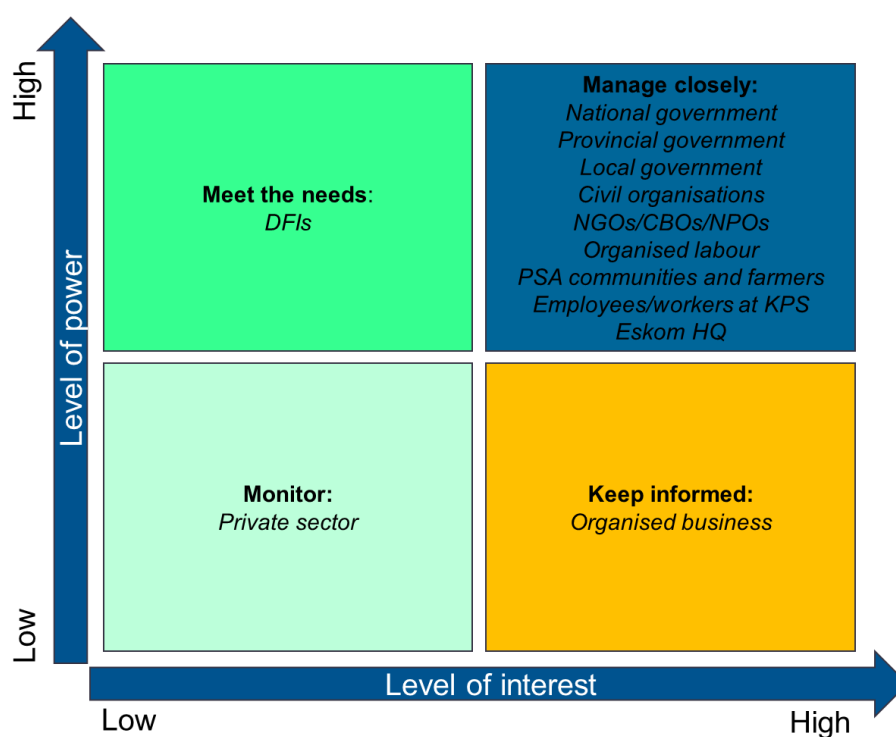 High
Level of power
Low
Meet the needs:
DFIs
Manage closely:
National government
Provincial government
Local government
Civil organisations
NGOs/CBOs/NPOs
Organised labour
PSA communities and farmers
Employees/workers at KPS
Eskom HQ
Monitor:
Private sector
Keep informed:
Organised business
Level of interest
Low
High